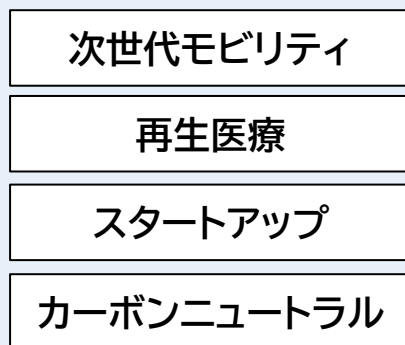 次世代モビリティ
再生医療
スタートアップ
カーボンニュートラル